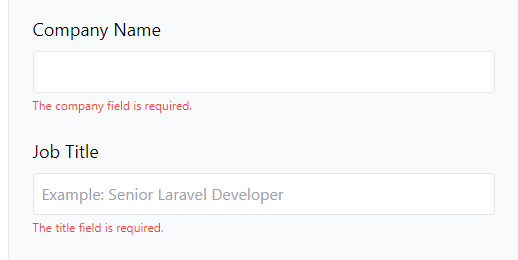 Company Name
The company field is required.
Job Title
Example: Senior Laravel Developer
The title field is required.